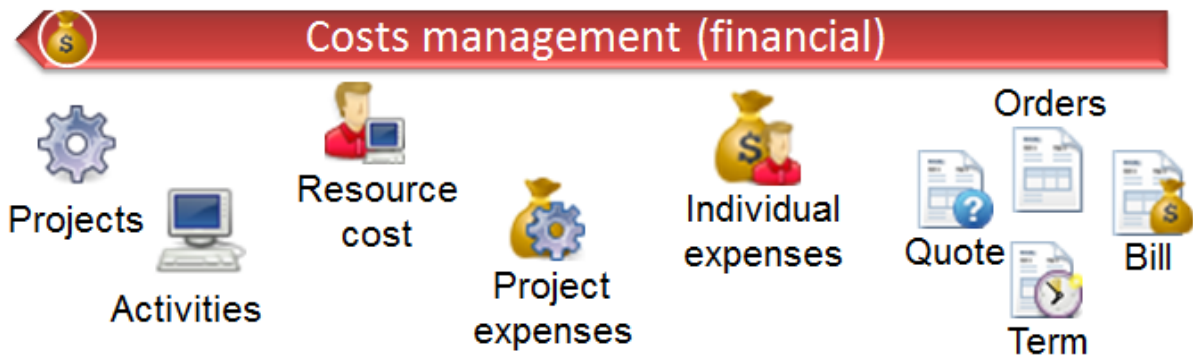 Costs management (financial)
Projects
Activities
Resource
cost
Project
expenses
Individual
expenses
Orders
Quote
Bill
Term